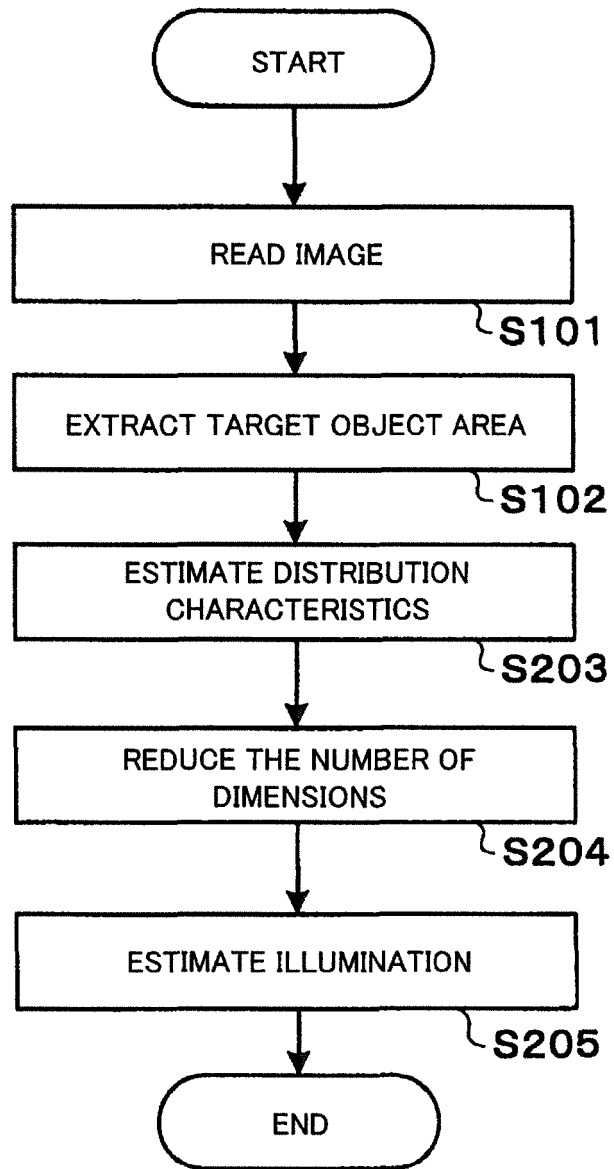 START
READ IMAGE
S101
EXTRACT TARGET OBJECT AREA
S102
ESTIMATE DISTRIBUTION
CHARACTERISTICS
S203
REDUCE THE NUMBER OF
DIMENSIONS
S204
ESTIMATE ILLUMINATION
S205
END